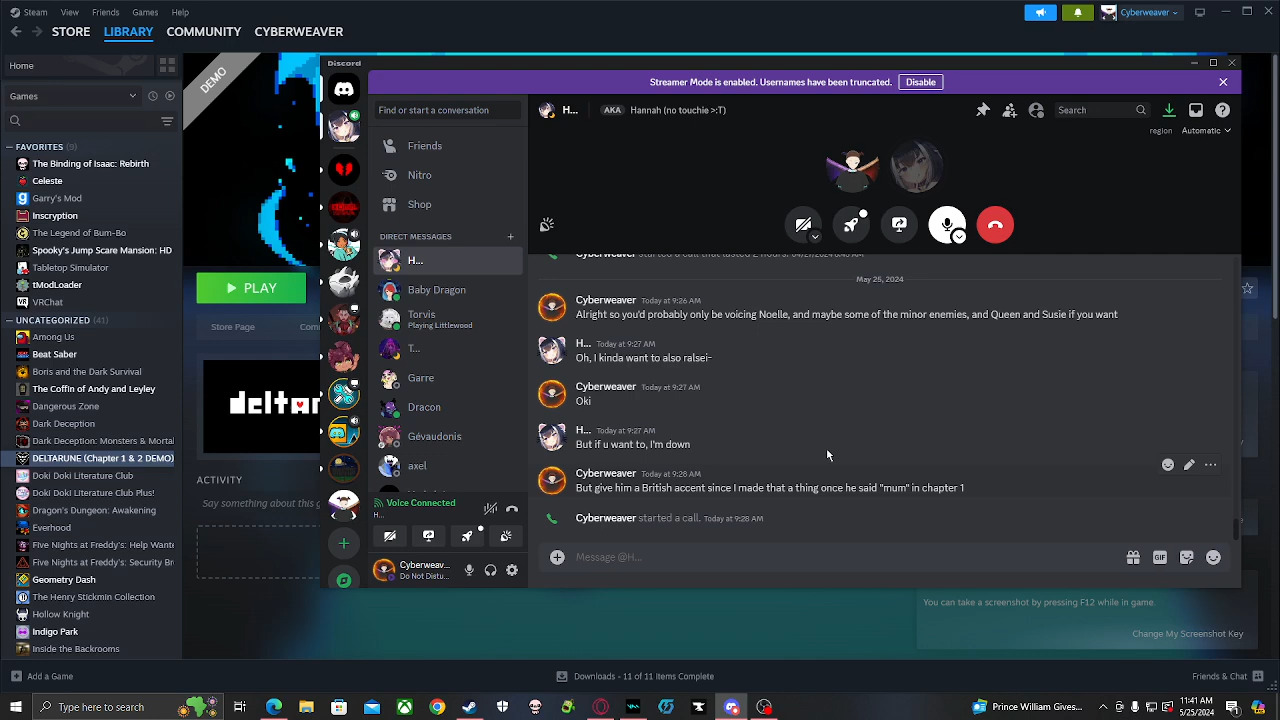 Steam View Friends Games Help
Cyberweaver
STORE LIBRARY COMMUNITY CYBERWEAVER
Home
Games
FAVORITES (9)
The Binding of Isaac: Rebirth
Celeste
Garry's Mod
Inscryption
The Legend of Bum-Bo
Spooky's Jump Scare Mansion: HD
Tabletop Simulator
Undertale
VRChat
UNCATEGORIZED (41)
Among Us
Beat Saber
Boris and the Dark Survival
The Coffin of Andy and Leyley
Dangerous Zone
Dark Deception
Dark Deception: Monsters & Mortal
DELTARUNE (Chapter 1 & 2 DEMO)
Doki Doki Literature Club
Doki Doki Literature Club Plus!
Dragon's Dungeon: Awakening
Everhood
Five Nights at Freddy's: Help Wante
Five Nights at Freddy's: Security Br
Geometry Dash
The Henry Stickmin Collection
Hollow Knight
Indigo Park
Inside the Backrooms
DEMO
PLAY
Store Page
ACTIVITY
Say something about this g
Discord
Streamer Mode is enabled. Usernames have been truncated. Disable
Find or start a conversation
Friends
Nitro
Shop
DIRECT MESSAGES
H...
Baby Dragon
Torvis
Playing Littlewood
T...
Garre
Dracon
Gévaudonis
axel
Voice Connected
H...
Cyberweav...
Do Not Distu...
H... AKA Hannah (no touchie >:T)
Search
region Automatic
Cyberweaver started a call that lasted 2 hours.
May 25, 2024
Cyberweaver Today at 9:26 AM
Alright so you'd probably only be voicing Noelle, and maybe some of the minor enemies, and Queen and Susie if you want
H... Today at 9:27 AM
Oh, I kinda want to also ralsei-
Cyberweaver Today at 9:27 AM
Oki
H... Today at 9:27 AM
But if u want to, I'm down
Cyberweaver Today at 9:28 AM
But give him a British accent since I made that a thing once he said "mum" in chapter 1
Cyberweaver started a call. Today at 9:28 AM
Message @H...
GIF
You can take a screenshot by pressing F12 while in game.
Change My Screenshot Key
Add a Game
Downloads - 11 of 11 Items Complete
Friends & Chat
Type here to search
Prince William Gives...
11:41 AM
5/25/2024